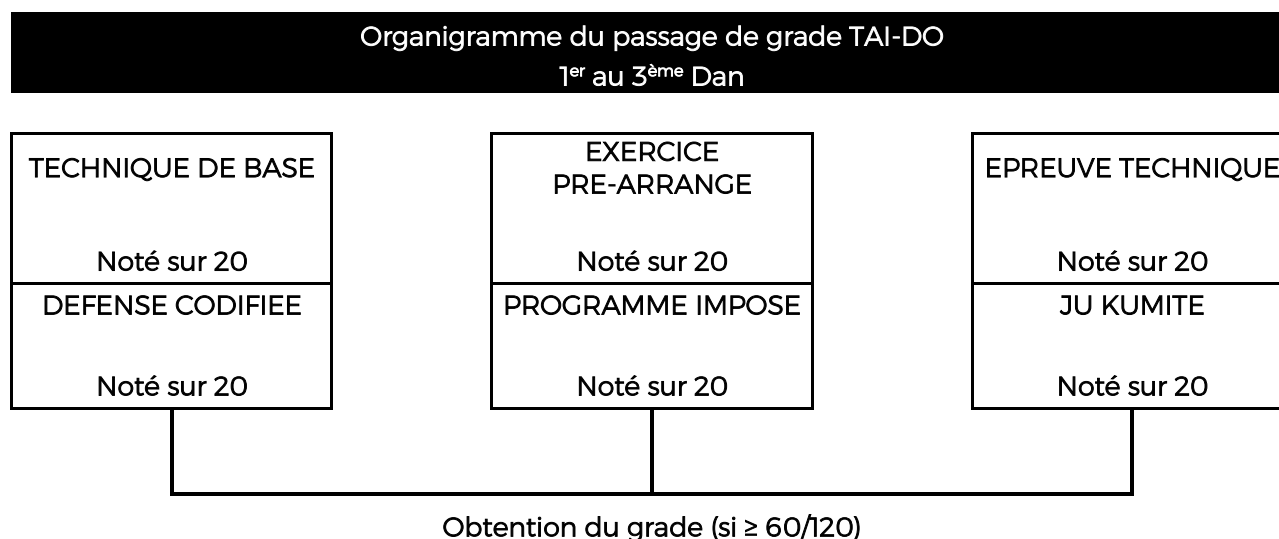 Organigramme du passage de grade TAI-DO
1er au 3ème Dan
TECHNIQUE DE BASE
Noté sur 20
DEFENSE CODIFIEE
Noté sur 20
EXERCICE
PRE-ARRANGE
Noté sur 20
PROGRAMME IMPOSE
Noté sur 20
EPREUVE TECHNIQUE
Noté sur 20
JU KUMITE
Noté sur 20
Obtention du grade (si ≥ 60/120)